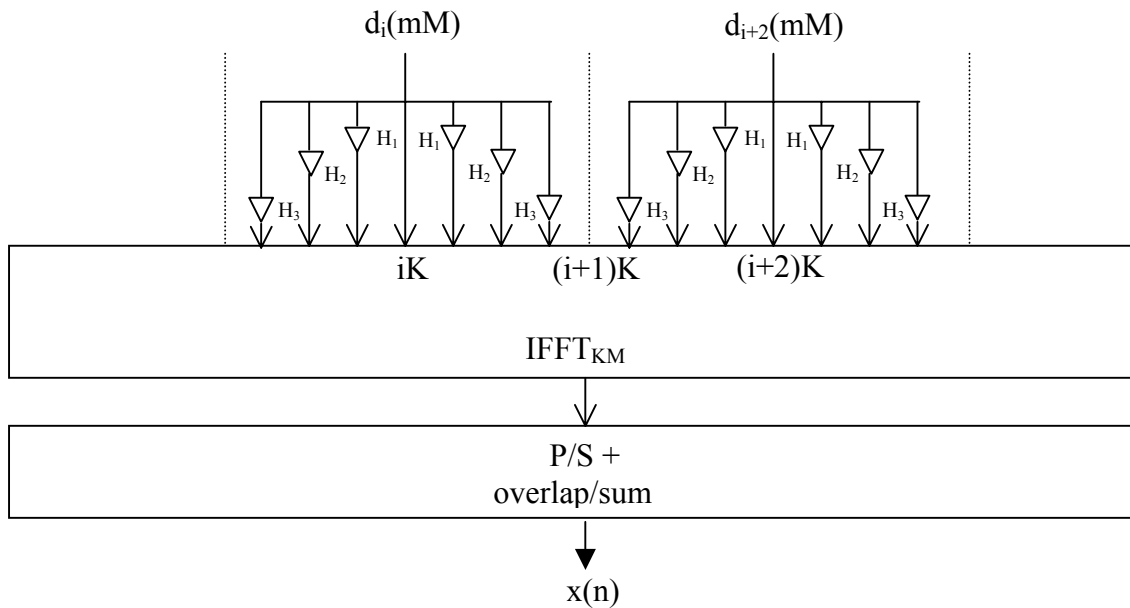 dᵢ(mM) dᵢ₊₂(mM)
H₁ H₁ H₁ H₁
H₂ H₂ H₂ H₂
H₃ H₃ H₃ H₃
iK (i+1)K (i+2)K
IFFT_KM
P/S +
overlap/sum
x(n)